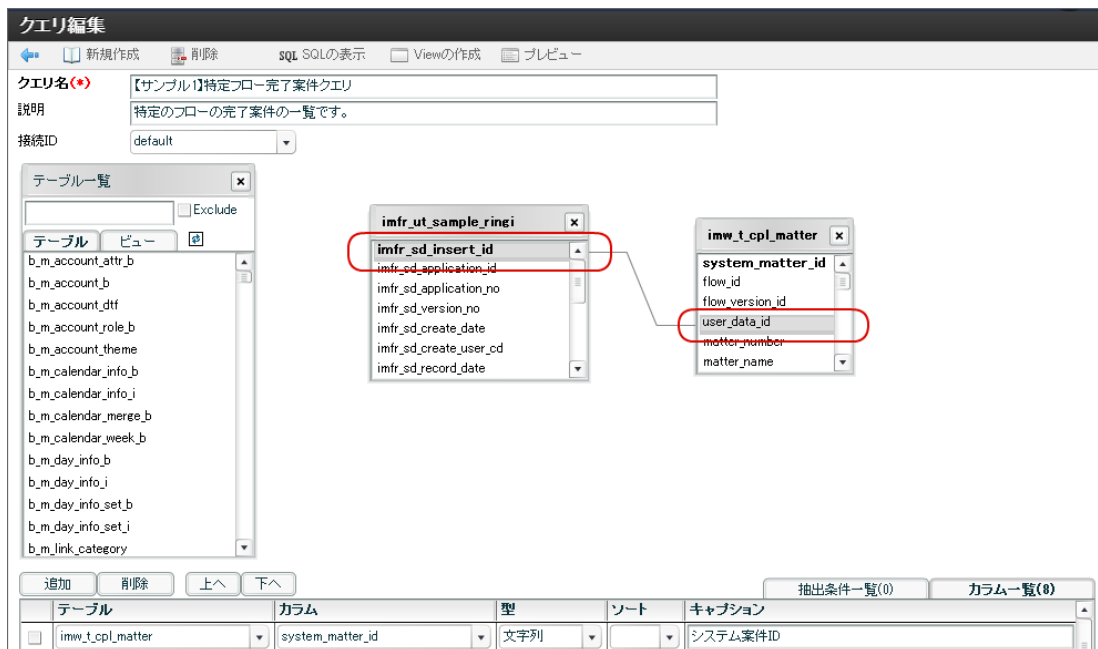 クエリ編集
新規作成 削除 SQL SQLの表示 Viewの作成 プレビュー
クエリ名(*) 【サンプル1】特定フロー完了案件クエリ
説明 特定のフローの完了案件の一覧です。
接続ID default
テーブル一覧
Exclude
テーブル ビュー
b_m_account_attr_b
b_m_account_b
b_m_account_dtf
b_m_account_role_b
b_m_account_theme
b_m_calendar_info_b
b_m_calendar_info_i
b_m_calendar_merge_b
b_m_calendar_week_b
b_m_day_info_b
b_m_day_info_i
b_m_day_info_set_b
b_m_day_info_set_i
b_m_link_category
imfr_ut_sample_ringi
imfr_sd_insert_id
imfr_sd_application_id
imfr_sd_application_no
imfr_sd_version_no
imfr_sd_create_date
imfr_sd_create_user_cd
imfr_sd_record_date
imw_t_cpl_matter
system_matter_id
flow_id
flow_version_id
user_data_id
matter_number
matter_name
追加 削除 上へ 下へ 抽出条件一覧(0) カラム一覧(8)
テーブル カラム 型 ソート キャプション
imw_t_cpl_matter system_matter_id 文字列 システム案件ID